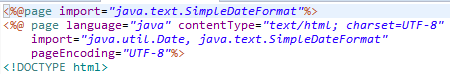 <%@page import="java.text.SimpleDateFormat"%>
<%@ page language="java" contentType="text/html; charset=UTF-8"
import="java.util.Date, java.text.SimpleDateFormat"
pageEncoding="UTF-8"%>
<!DOCTYPE html>